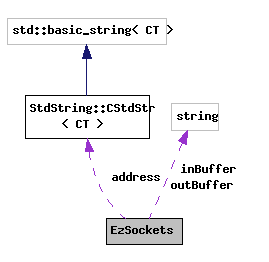 std::basic_string< CT >
StdString::CStdStr
< CT >
string
address
inBuffer
outBuffer
EzSockets